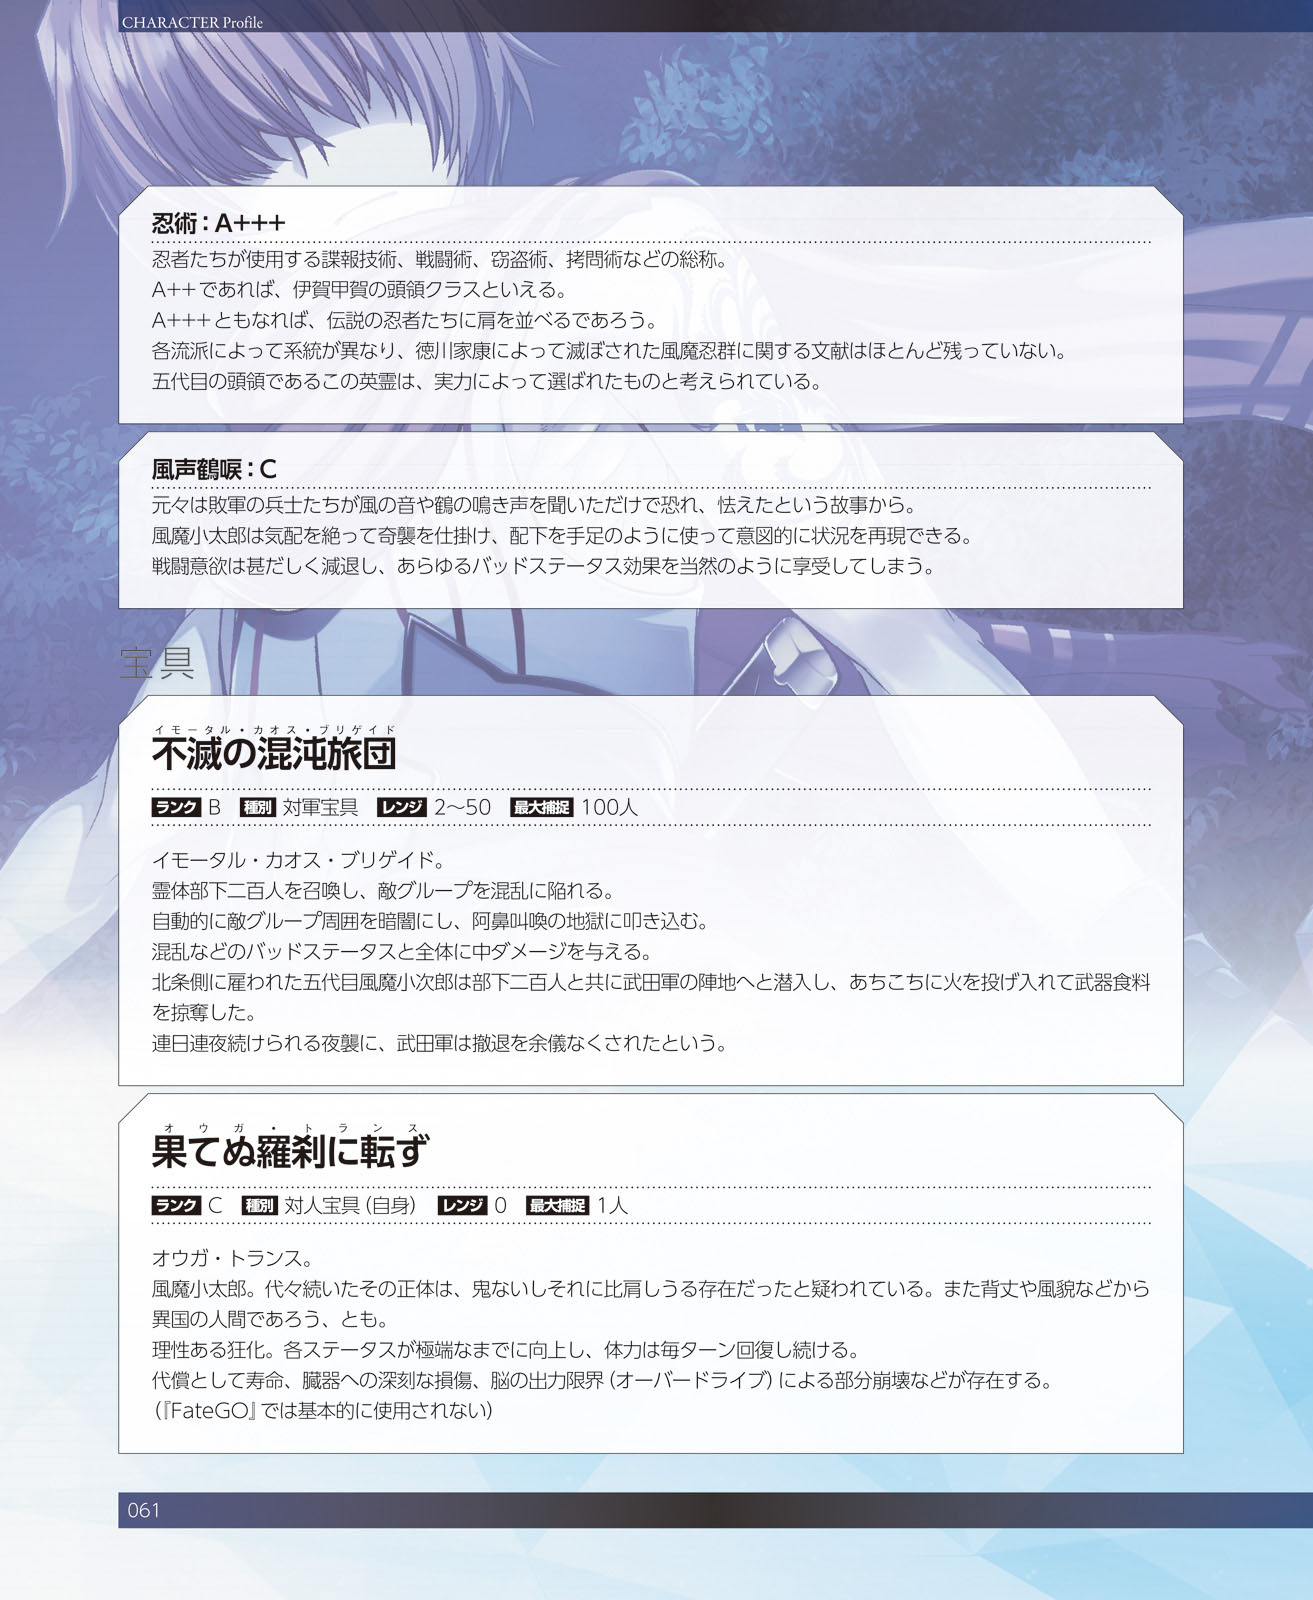 CHARACTER Profile
忍術：A+++
忍者たちが使用する諜報技術、戦闘術、窃盗術、拷問術などの総称。
A++であれば、伊賀甲賀の頭領クラスといえる。
A+++ともなれば、伝説の忍者たちに肩を並べるであろう。
各流派によって系統が異なり、徳川家康によって滅ぼされた風魔忍群に関する文献はほとんど残っていない。
五代目の頭領であるこの英霊は、実力によって選ばれたものと考えられている。
風声鶴唳：C
元々は敗軍の兵士たちが風の音や鶴の鳴き声を聞いただけで恐れ、怯えたという故事から。
風魔小太郎は気配を絶って奇襲を仕掛け、配下を手足のように使って意図的に状況を再現できる。
戦闘意欲は甚だしく減退し、あらゆるバッドステータス効果を当然のように享受してしまう。
宝具
イモータル・カオス・ブリゲイド
不滅の混沌旅団
ランク B 種別 対軍宝具 レンジ 2～50 最大捕捉 100人
イモータル・カオス・ブリゲイド。
霊体部下二百人を召喚し、敵グループを混乱に陥れる。
自動的に敵グループ周囲を暗闇にし、阿鼻叫喚の地獄に叩き込む。
混乱などのバッドステータスと全体に中ダメージを与える。
北条側に雇われた五代目風魔小次郎は部下二百人と共に武田軍の陣地へと潜入し、あちこちに火を投げ入れて武器食料
を掠奪した。
連日連夜続けられる夜襲に、武田軍は撤退を余儀なくされたという。
オウガ・トランス
果てぬ羅刹に転ず
ランク C 種別 対人宝具（自身） レンジ 0 最大捕捉 1人
オウガ・トランス。
風魔小太郎。代々続いたその正体は、鬼ないしそれに比肩しうる存在だったと疑われている。また背丈や風貌などから
異国の人間であろう、とも。
理性ある狂化。各ステータスが極端なまでに向上し、体力は毎ターン回復し続ける。
代償として寿命、臓器への深刻な損傷、脳の出力限界（オーバードライブ）による部分崩壊などが存在する。
（『FateGO』では基本的に使用されない）
061